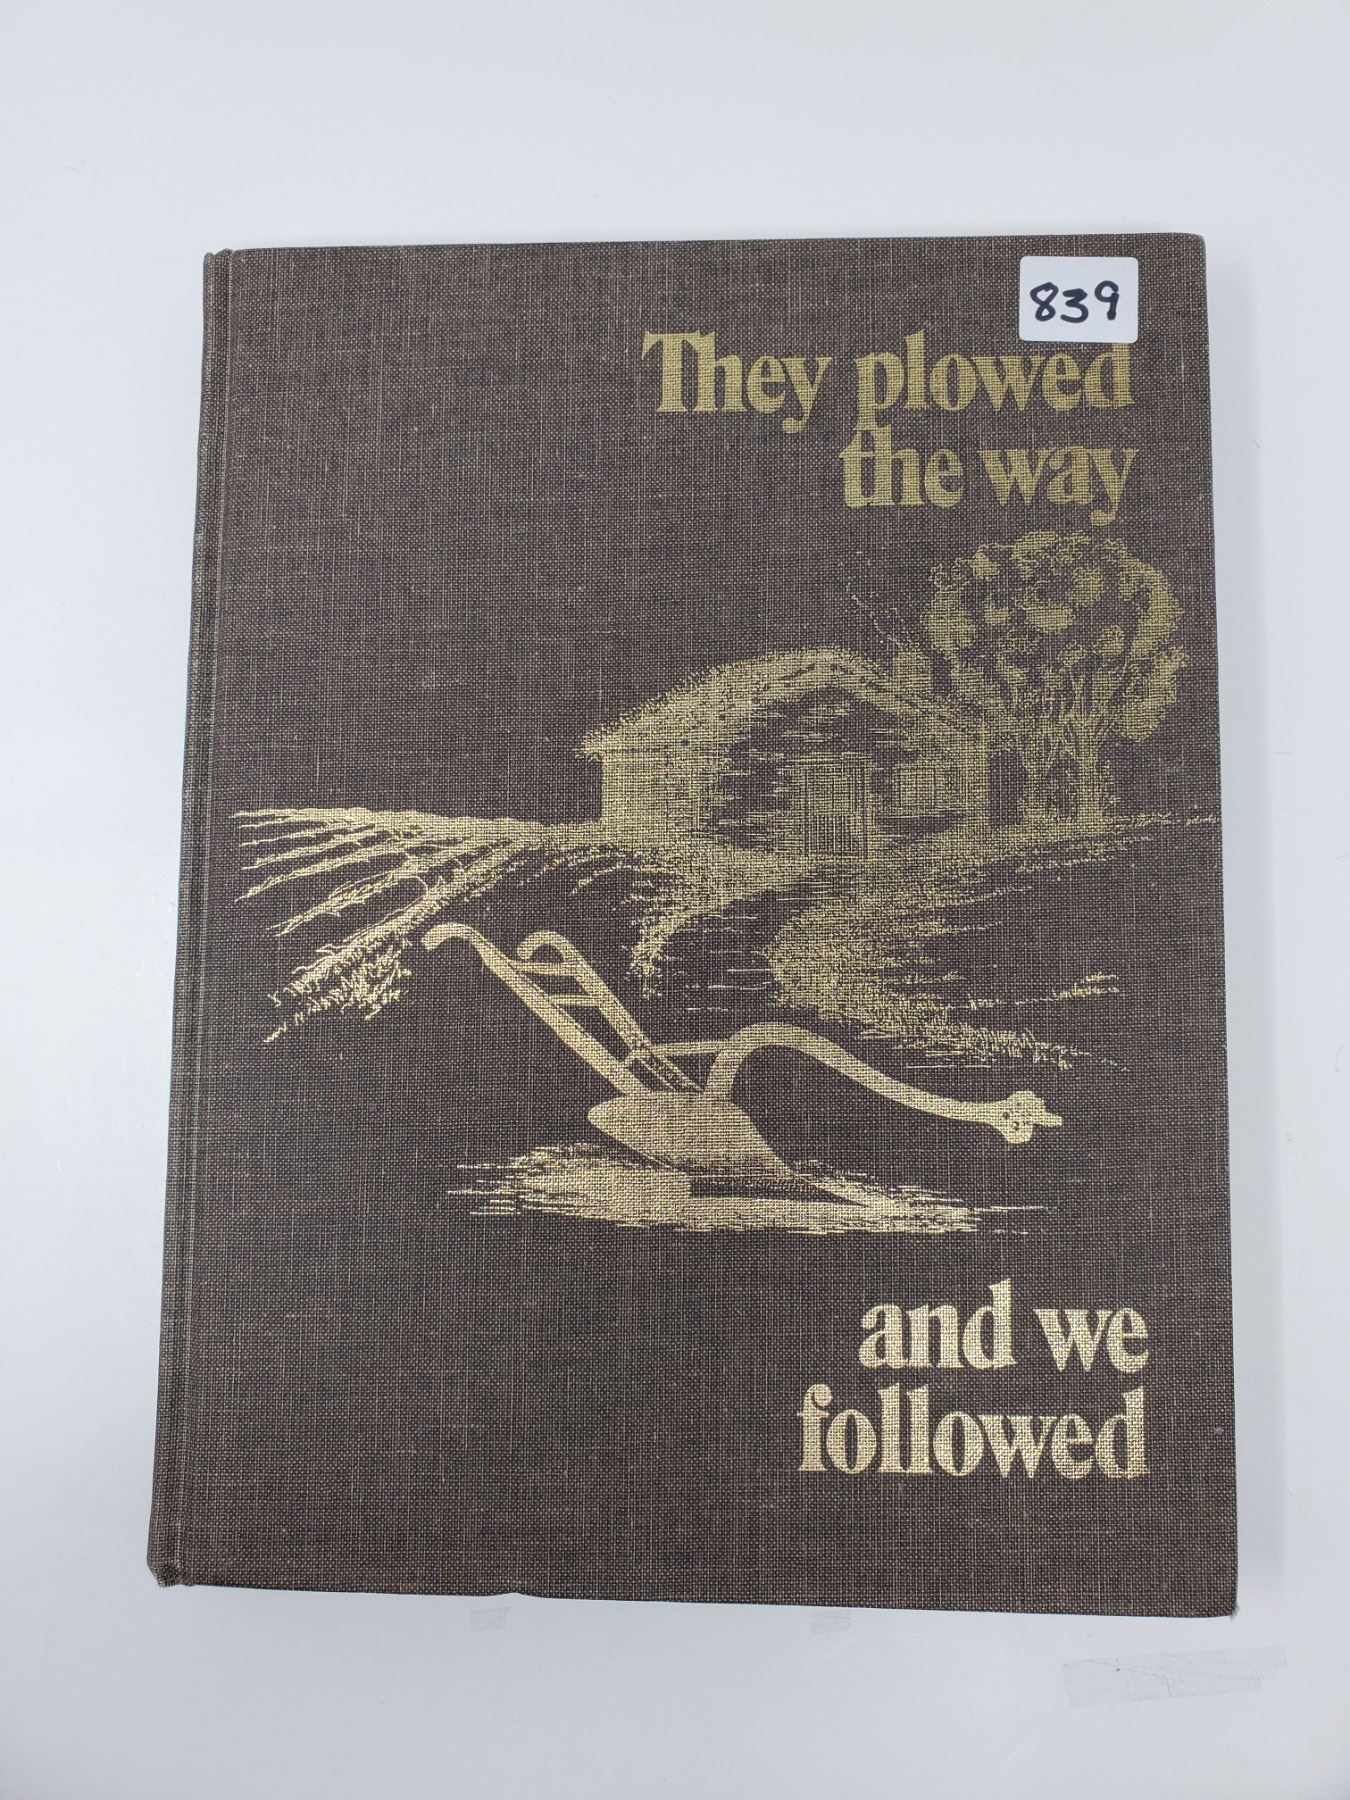 839
They plowed
the way
and we
followed